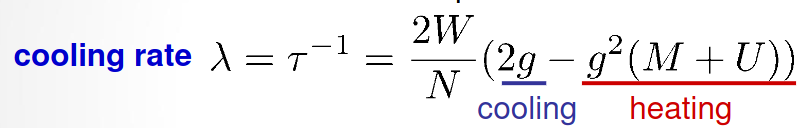 cooling rate λ = τ⁻¹ = 2W/N (2g − g²(M + U))
cooling heating